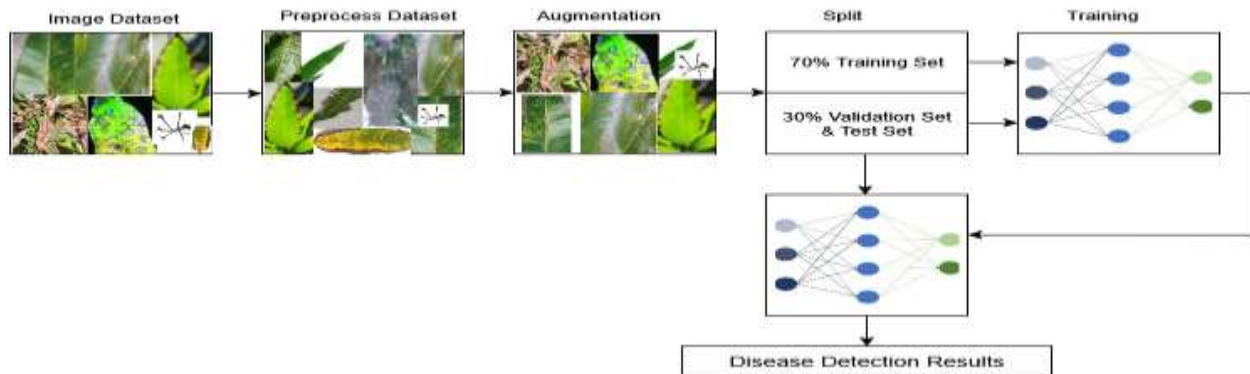 Image Dataset
Preprocess Dataset
Augmentation
Split
Training
70% Training Set
30% Validation Set
& Test Set
Disease Detection Results